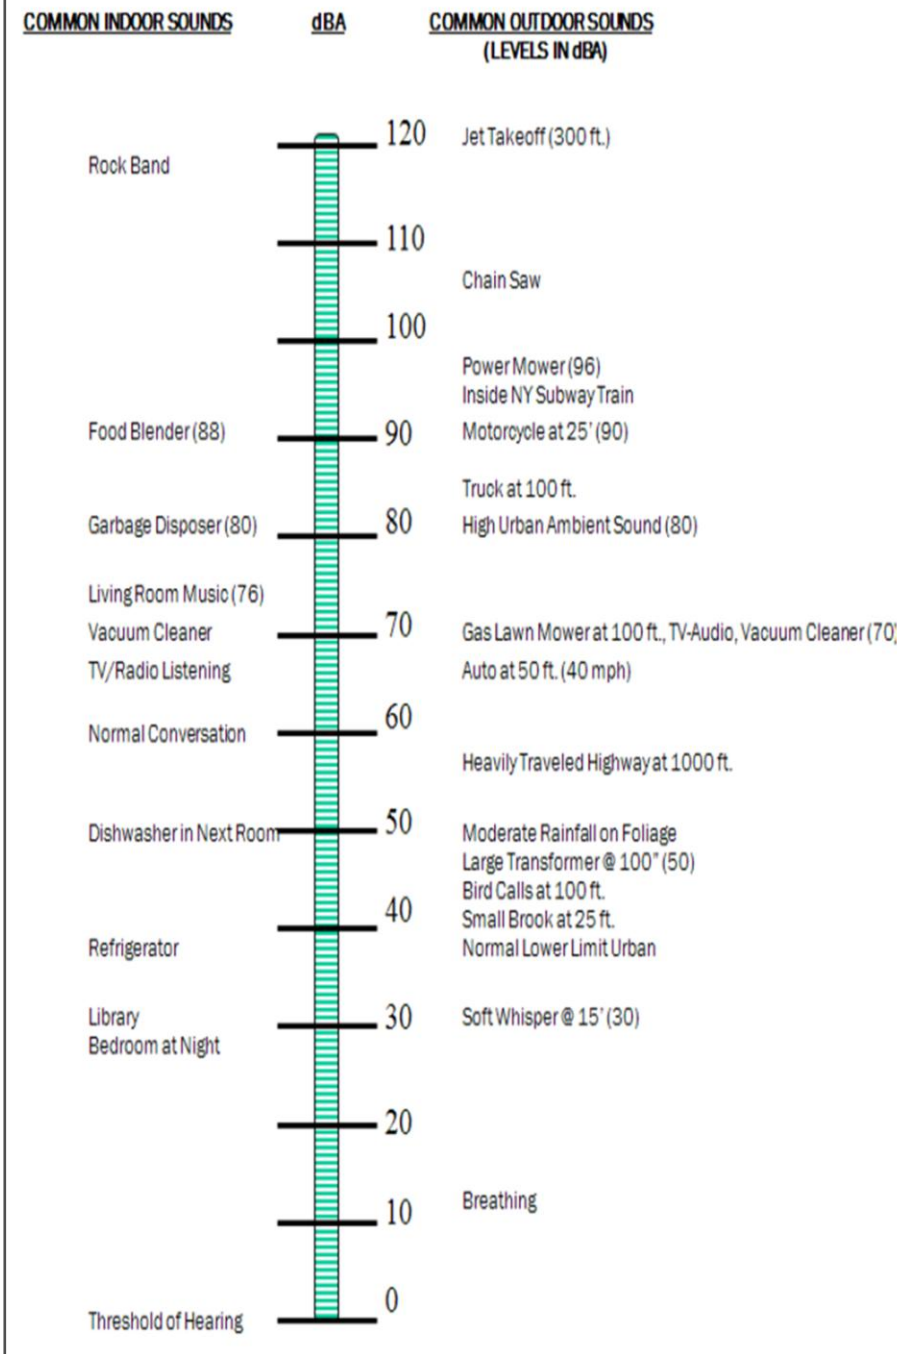 COMMON INDOOR SOUNDS dBA COMMON OUTDOOR SOUNDS
(LEVELS IN dBA)
120 Jet Takeoff (300 ft.)
Rock Band
110
Chain Saw
100
Power Mower (96)
Inside NY Subway Train
Food Blender (88) 90 Motorcycle at 25' (90)
Truck at 100 ft.
Garbage Disposer (80) 80 High Urban Ambient Sound (80)
Living Room Music (76)
Vacuum Cleaner 70 Gas Lawn Mower at 100 ft., TV-Audio, Vacuum Cleaner (70)
TV/Radio Listening Auto at 50 ft. (40 mph)
60
Normal Conversation
Heavily Traveled Highway at 1000 ft.
Dishwasher in Next Room 50 Moderate Rainfall on Foliage
Large Transformer @ 100" (50)
Bird Calls at 100 ft.
40 Small Brook at 25 ft.
Refrigerator Normal Lower Limit Urban
Library 30 Soft Whisper @ 15' (30)
Bedroom at Night
20
Breathing
10
0
Threshold of Hearing